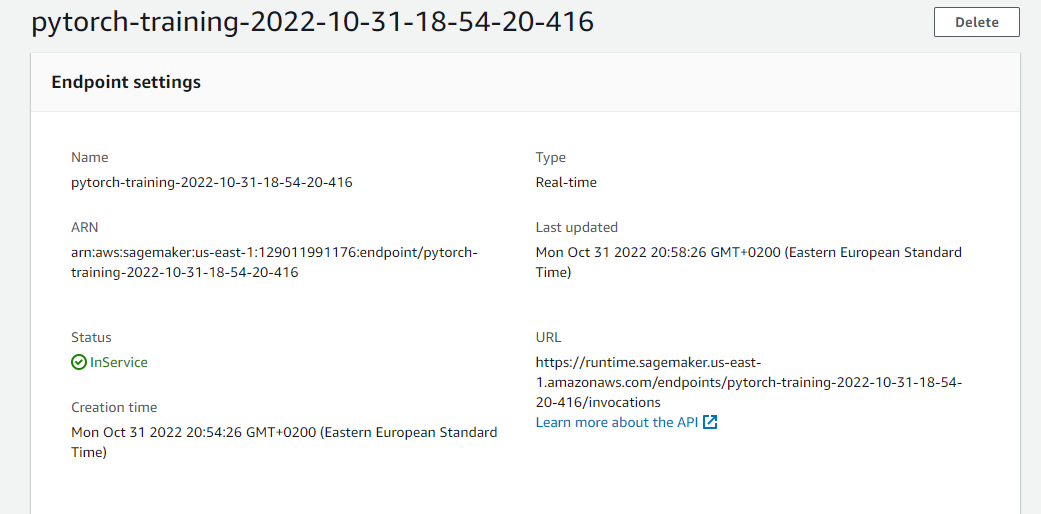 pytorch-training-2022-10-31-18-54-20-416
Delete
Endpoint settings
Name
pytorch-training-2022-10-31-18-54-20-416
Type
Real-time
ARN
arn:aws:sagemaker:us-east-1:129011991176:endpoint/pytorch-
training-2022-10-31-18-54-20-416
Last updated
Mon Oct 31 2022 20:58:26 GMT+0200 (Eastern European Standard
Time)
Status
InService
URL
https://runtime.sagemaker.us-east-
1.amazonaws.com/endpoints/pytorch-training-2022-10-31-18-54-
20-416/invocations
Learn more about the API
Creation time
Mon Oct 31 2022 20:54:26 GMT+0200 (Eastern European Standard
Time)